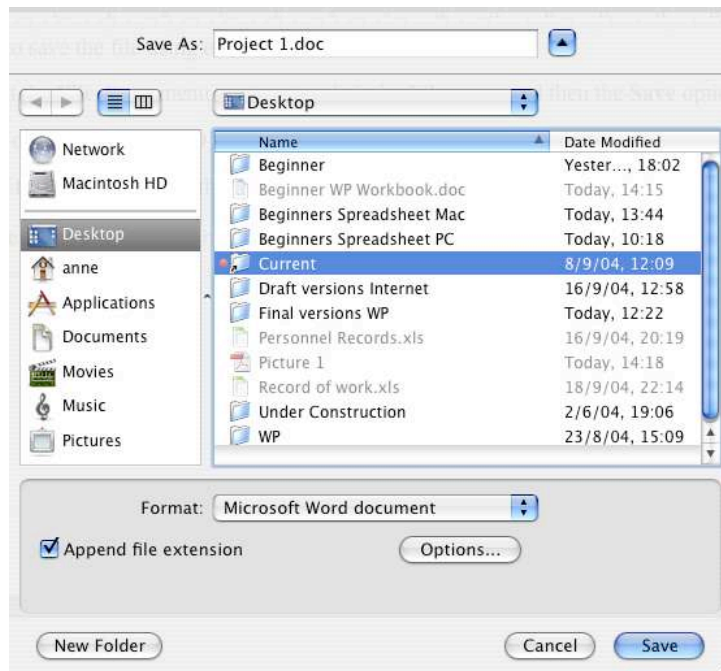 Save As: Project 1.doc
Desktop
Network
Macintosh HD
Desktop
anne
Applications
Documents
Movies
Music
Pictures
Name Date Modified
Beginner Yester..., 18:02
Beginner WP Workbook.doc Today, 14:15
Beginners Spreadsheet Mac Today, 13:44
Beginners Spreadsheet PC Today, 10:18
Current 8/9/04, 12:09
Draft versions Internet 16/9/04, 12:58
Final versions WP Today, 12:22
Personnel Records.xls 16/9/04, 20:19
Picture 1 Today, 14:18
Record of work.xls 18/9/04, 22:14
Under Construction 2/6/04, 19:06
WP 23/8/04, 15:09
Format: Microsoft Word document
Append file extension Options...
New Folder Cancel Save